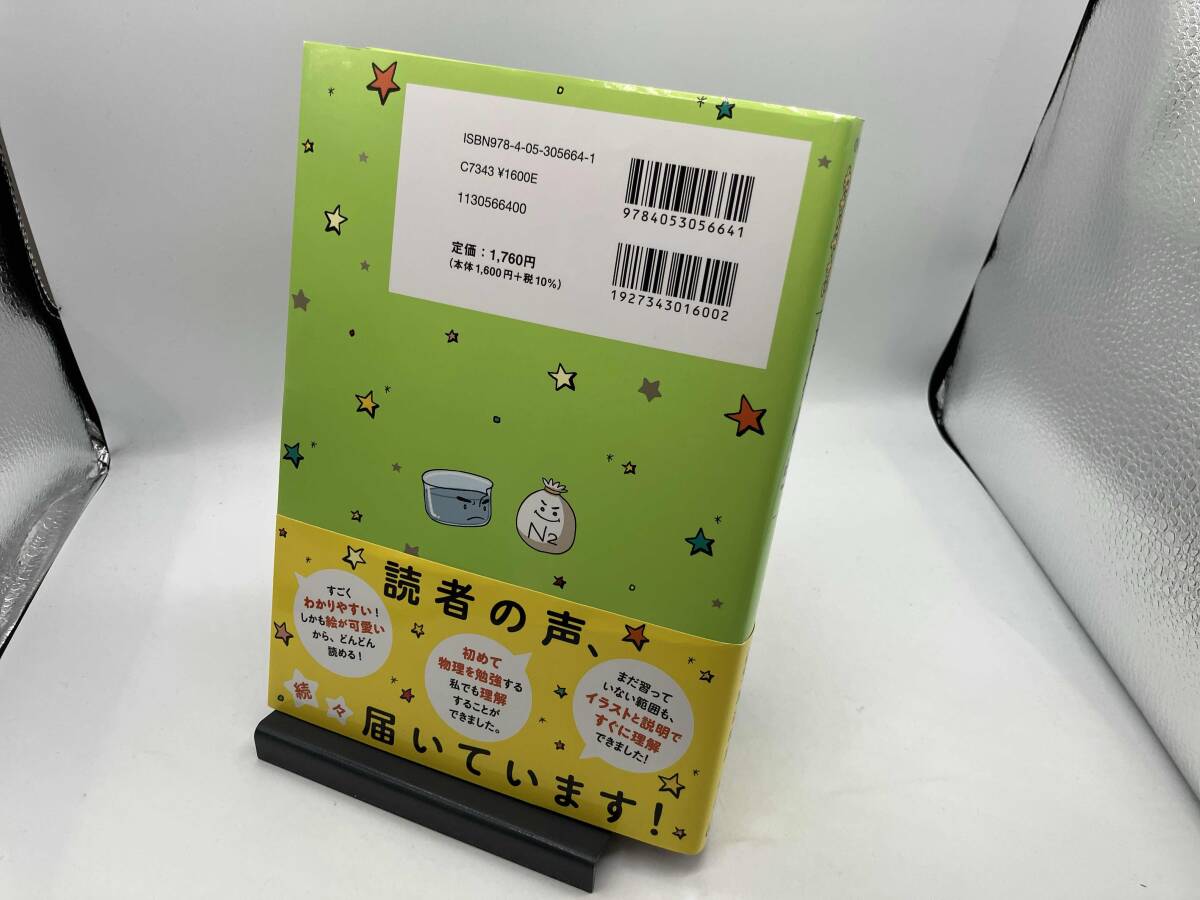 ISBN978-4-05-305664-1
C7343 ¥1600E
1130566400
定価：1,760円
（本体1,600円＋税10％）
9784053056641
1927343016002
N2
読者の声、
続々
届いています！
すごく
わかりやすい！
しかも絵が可愛い
から、どんどん
読める！
初めて
物理を勉強する
私でも理解
することが
できました。
まだ習って
いない範囲も、
イラストと説明で
すぐに理解
できました！